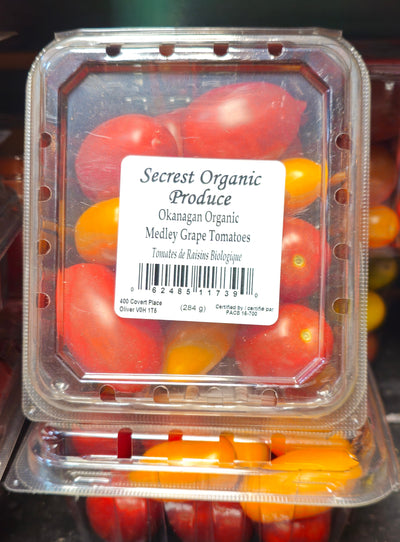 Secrest Organic
Produce
Okanagan Organic
Medley Grape Tomatoes
Tomates de Raisins Biologique
0 62485 11739 0
400 Covert Place
Oliver V0H 1T8
(284 g)
Certified by / certifié par
PACS 16-700